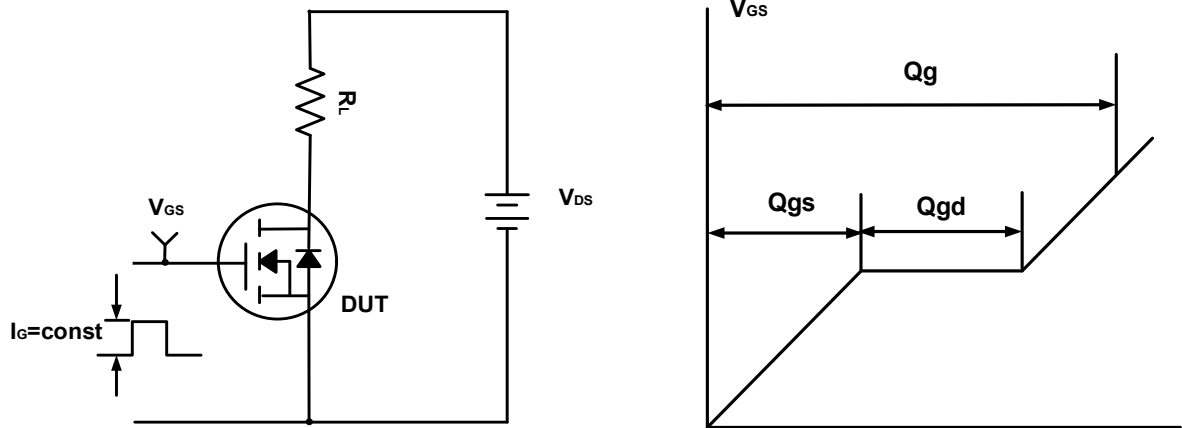 RL
VGS
VDS
DUT
IG=const
VGS
Qg
Qgs
Qgd